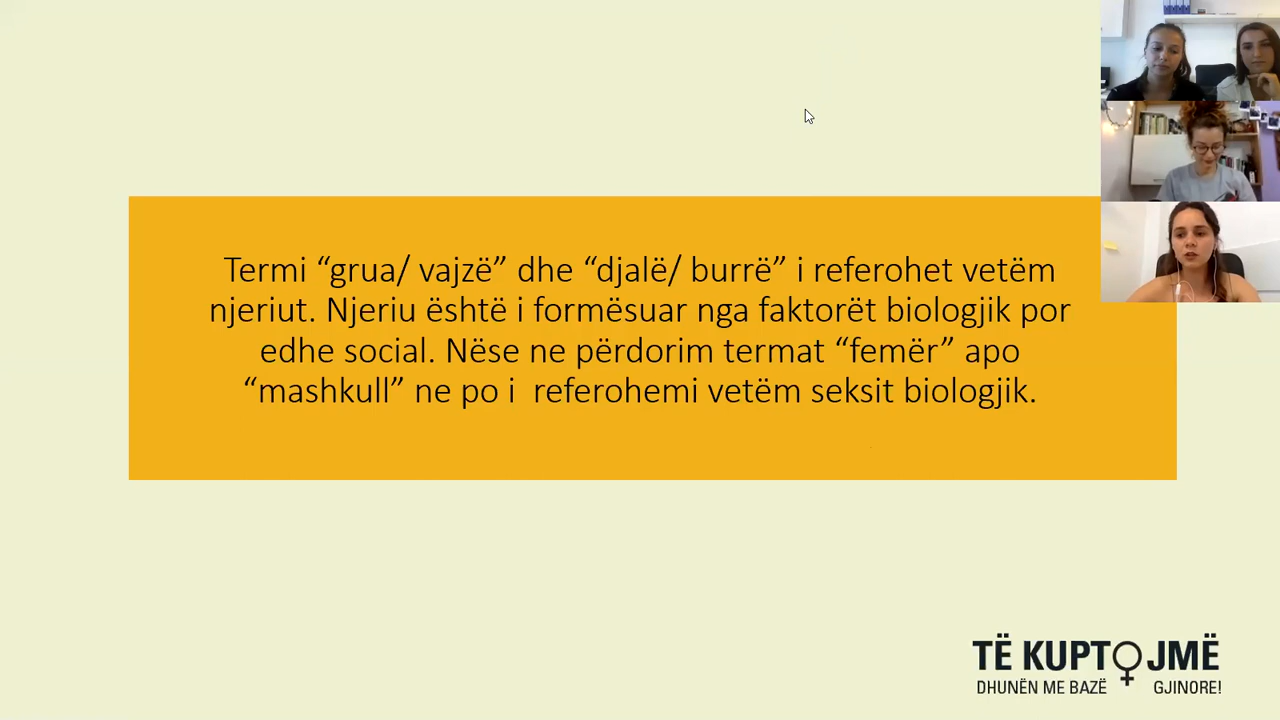 Termi “grua/ vajzë” dhe “djalë/ burrë” i referohet vetëm
njeriut. Njeriu është i formësuar nga faktorët biologjik por
edhe social. Nëse ne përdorim termat “femër” apo
“mashkull” ne po i  referohemi vetëm seksit biologjik.
TË KUPTOJMË
DHUNËN ME BAZË GJINORE!